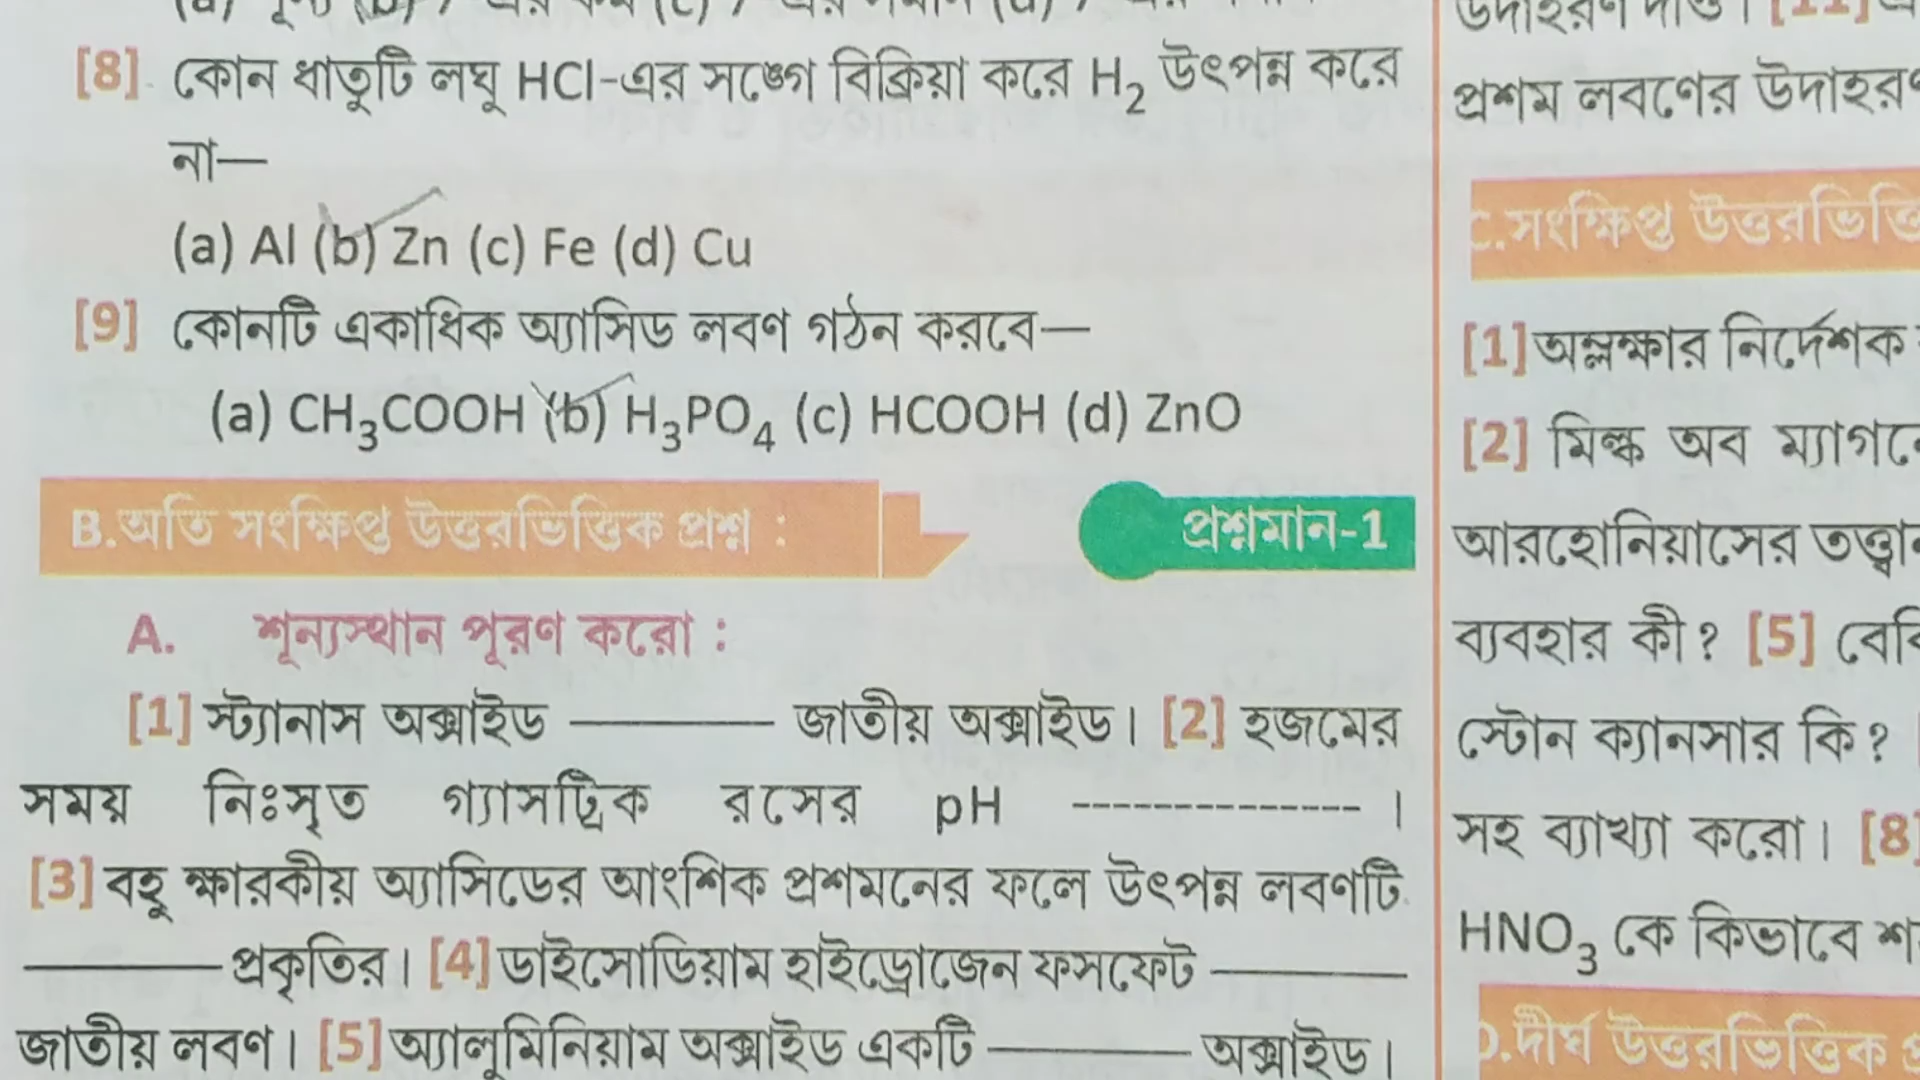 [8] কোন ধাতুটি লঘু HCl-এর সঙ্গে বিক্রিয়া করে H₂ উৎপন্ন করে
না—
(a) Al (b) Zn (c) Fe (d) Cu
[9] কোনটি একাধিক অ্যাসিড লবণ গঠন করবে—
(a) CH₃COOH (b) H₃PO₄ (c) HCOOH (d) ZnO
B.অতি সংক্ষিপ্ত উত্তরভিত্তিক প্রশ্ন :
প্রশ্নমান-1
A. শূন্যস্থান পূরণ করো :
[1] স্ট্যানাস অক্সাইড ———— জাতীয় অক্সাইড। [2] হজমের
সময় নিঃসৃত গ্যাসট্রিক রসের pH -------------- ।
[3] বহু ক্ষারকীয় অ্যাসিডের আংশিক প্রশমনের ফলে উৎপন্ন লবণটি
———— প্রকৃতির। [4] ডাইসোডিয়াম হাইড্রোজেন ফসফেট ————
জাতীয় লবণ। [5] অ্যালুমিনিয়াম অক্সাইড একটি ———— অক্সাইড।
উদাহরণ দাও। [11]
প্রশম লবণের
C.সংক্ষিপ্ত
[1] অম্লক্ষার নির্দেশক
[2] মিল্ক অব
আরহেনিয়াসের
ব্যবহার কী? [5]
স্টোন ক্যানসার কি?
সহ ব্যাখ্যা করো। [8]
HNO₃ কে কিভাবে
D.দীর্ঘ উত্তরভিত্তিক